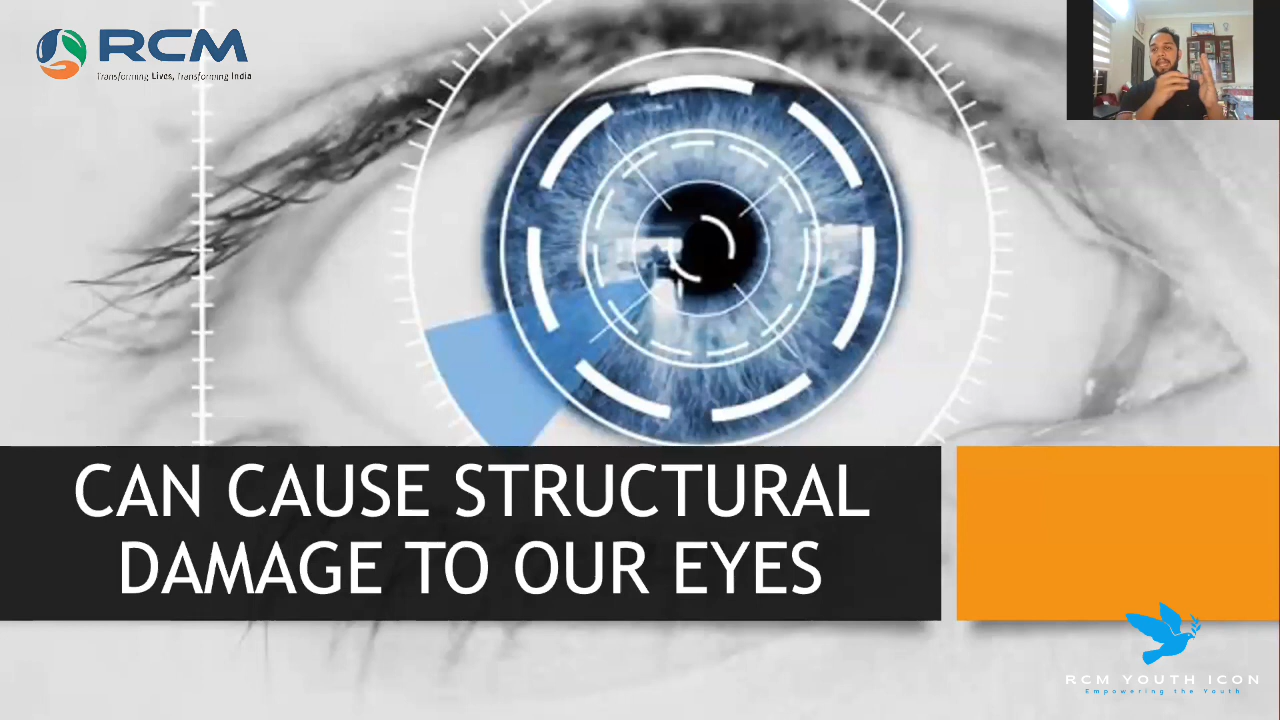 RCM
Transforming Lives, Transforming India
CAN CAUSE STRUCTURAL
DAMAGE TO OUR EYES
RCM YOUTH ICON
Empowering the Youth